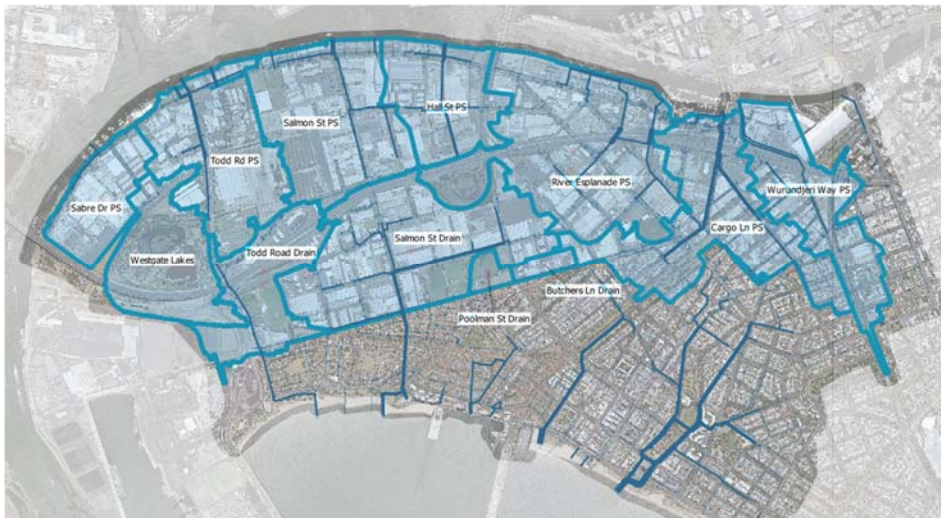 Hall St PS
Salmon St PS
Todd Rd PS
River Esplanade PS
Wurundjeri Way PS
Sabre Dr PS
Cargo Ln PS
Salmon St Drain
Todd Road Drain
Westgate Lakes
Butchers Ln Drain
Poolman St Drain